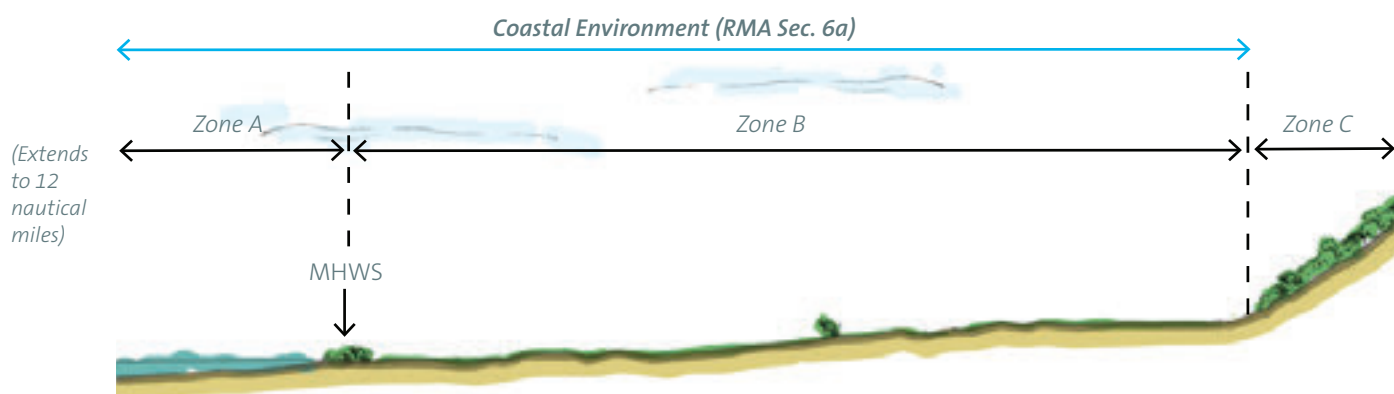 Coastal Environment (RMA Sec. 6a)
Zone A
Zone B
Zone C
(Extends
to 12
nautical
miles)
MHWS